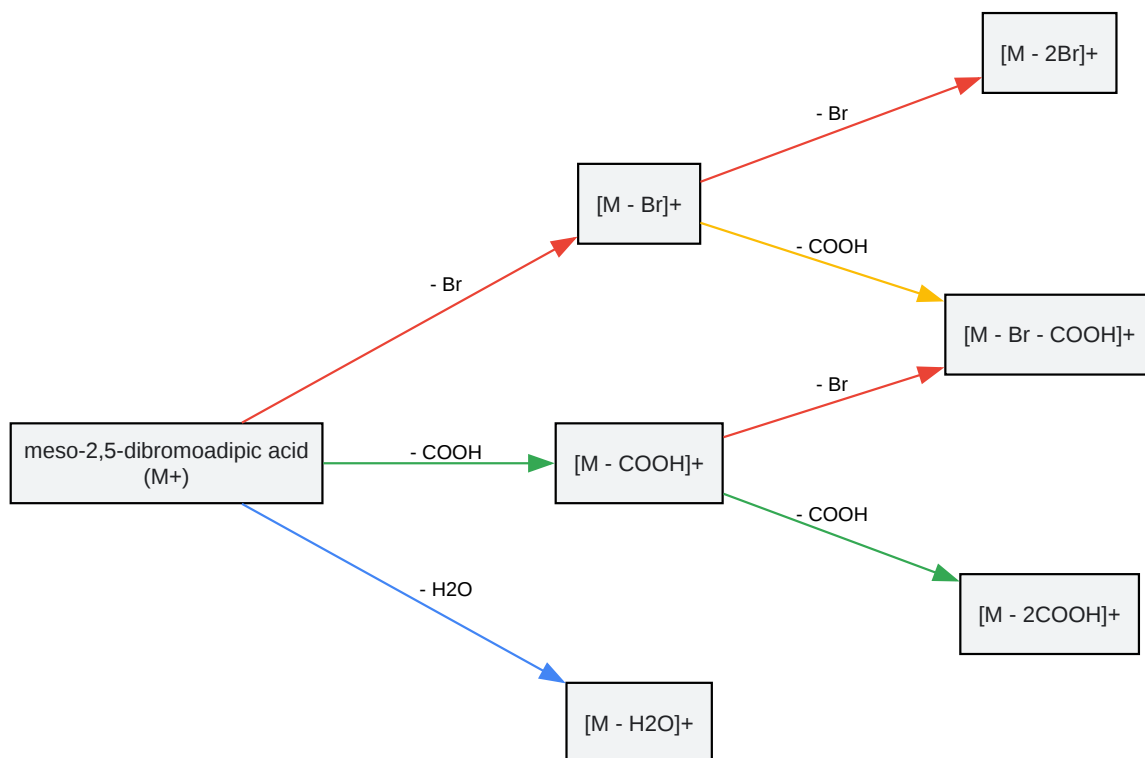 [M - 2Br]+
- Br
[M - Br]+
- COOH
- Br
[M - Br - COOH]+
- Br
meso-2,5-dibromoadipic acid
(M+)
- COOH
[M - COOH]+
- COOH
- H2O
[M - 2COOH]+
[M - H2O]+